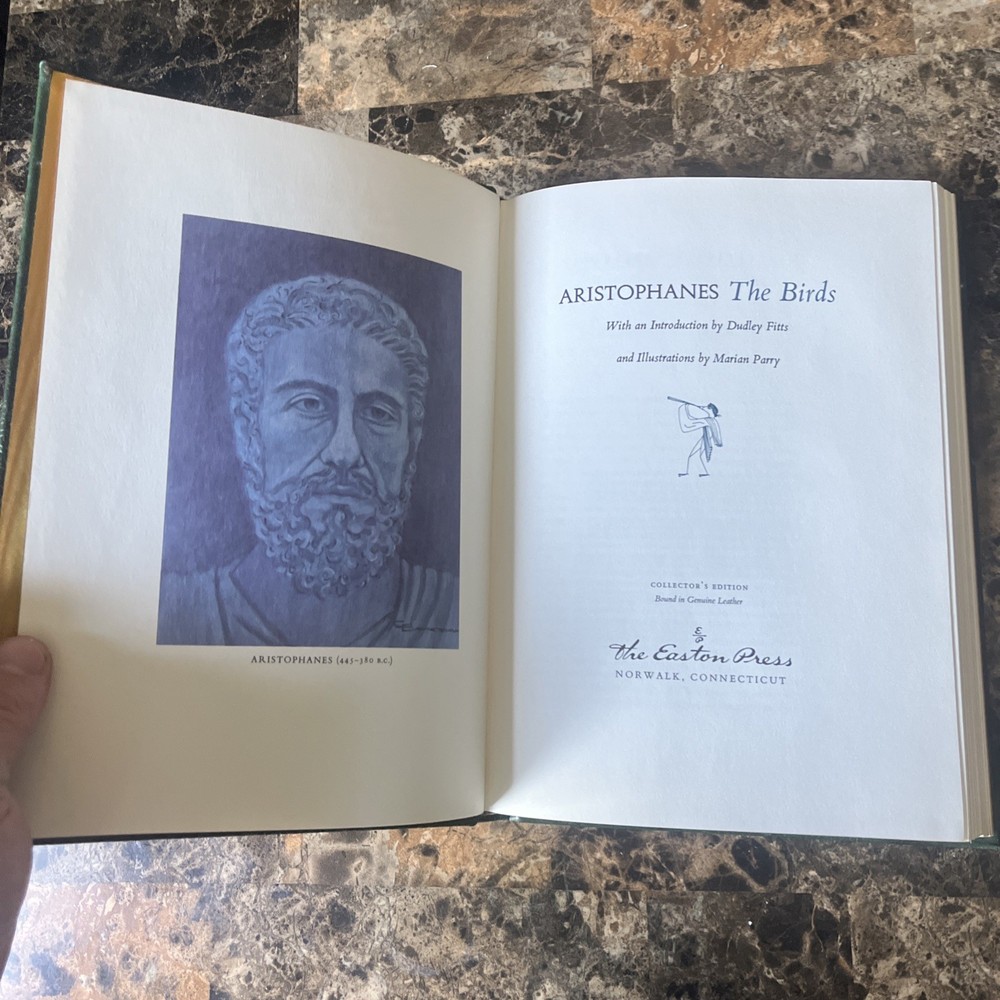 ARISTOPHANES (445-380 B.C.)
ARISTOPHANES The Birds
With an Introduction by Dudley Fitts
and Illustrations by Marian Parry
COLLECTOR'S EDITION
Bound in Genuine Leather
the Easton Press
NORWALK, CONNECTICUT